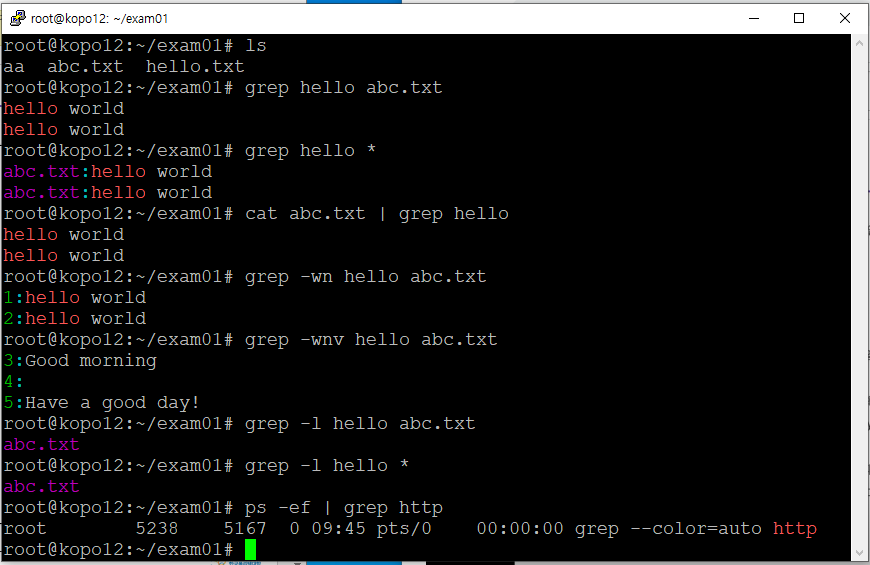 root@kopo12: ~/exam01
root@kopo12:~/exam01# ls
aa  abc.txt  hello.txt
root@kopo12:~/exam01# grep hello abc.txt
hello world
hello world
root@kopo12:~/exam01# grep hello *
abc.txt:hello world
abc.txt:hello world
root@kopo12:~/exam01# cat abc.txt | grep hello
hello world
hello world
root@kopo12:~/exam01# grep -wn hello abc.txt
1:hello world
2:hello world
root@kopo12:~/exam01# grep -wnv hello abc.txt
3:Good morning
4:
5:Have a good day!
root@kopo12:~/exam01# grep -l hello abc.txt
abc.txt
root@kopo12:~/exam01# grep -l hello *
abc.txt
root@kopo12:~/exam01# ps -ef | grep http
root        5238    5167  0 09:45 pts/0    00:00:00 grep --color=auto http
root@kopo12:~/exam01#